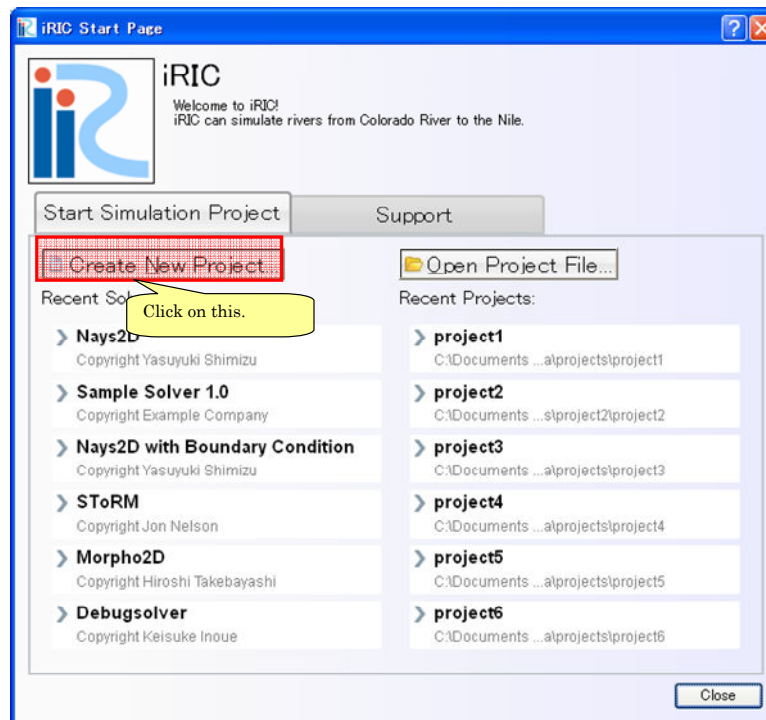 iRIC Start Page
iRIC
Welcome to iRIC!
iRIC can simulate rivers from Colorado River to the Nile.
Start Simulation Project
Support
Create New Project...
Open Project File...
Click on this.
Recent Sol
Recent Projects:
Nays2D
Copyright Yasuyuki Shimizu
Sample Solver 1.0
Copyright Example Company
Nays2D with Boundary Condition
Copyright Yasuyuki Shimizu
SToRM
Copyright Jon Nelson
Morpho2D
Copyright Hiroshi Takebayashi
Debugsolver
Copyright Keisuke Inoue
project1
C:\Documents ...a\projects\project1
project2
C:\Documents ...s\project2\project2
project3
C:\Documents ...a\projects\project3
project4
C:\Documents ...a\projects\project4
project5
C:\Documents ...a\projects\project5
project6
C:\Documents ...a\projects\project6
Close